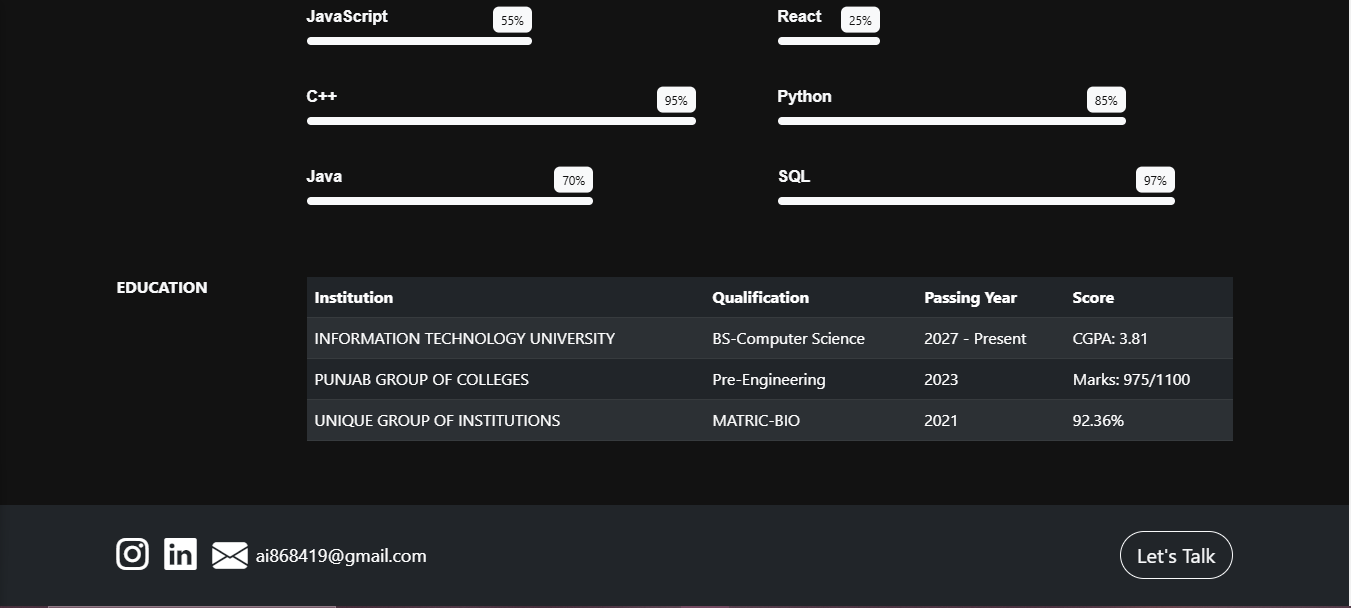 JavaScript 55% React 25%
C++ 95% Python 85%
Java 70% SQL 97%
EDUCATION
Institution Qualification Passing Year Score
INFORMATION TECHNOLOGY UNIVERSITY BS-Computer Science 2027 - Present CGPA: 3.81
PUNJAB GROUP OF COLLEGES Pre-Engineering 2023 Marks: 975/1100
UNIQUE GROUP OF INSTITUTIONS MATRIC-BIO 2021 92.36%
in ai868419@gmail.com Let's Talk